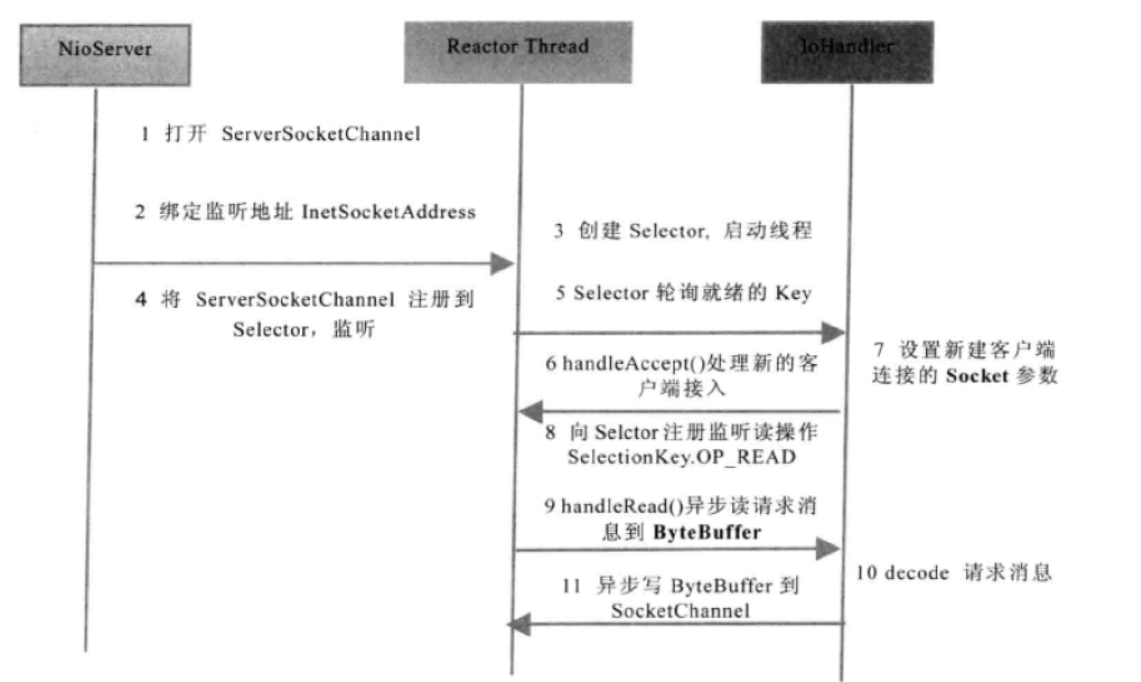 NioServer
Reactor Thread
IoHandler
1 打开 ServerSocketChannel
2 绑定监听地址 InetSocketAddress
3 创建 Selector, 启动线程
4 将 ServerSocketChannel 注册到
Selector，监听
5 Selector 轮询就绪的 Key
6 handleAccept()处理新的客
户端接入
7 设置新建客户端
连接的 Socket 参数
8 向 Selctor 注册监听读操作
SelectionKey.OP_READ
9 handleRead()异步读请求消
息到 ByteBuffer
10 decode 请求消息
11 异步写 ByteBuffer 到
SocketChannel